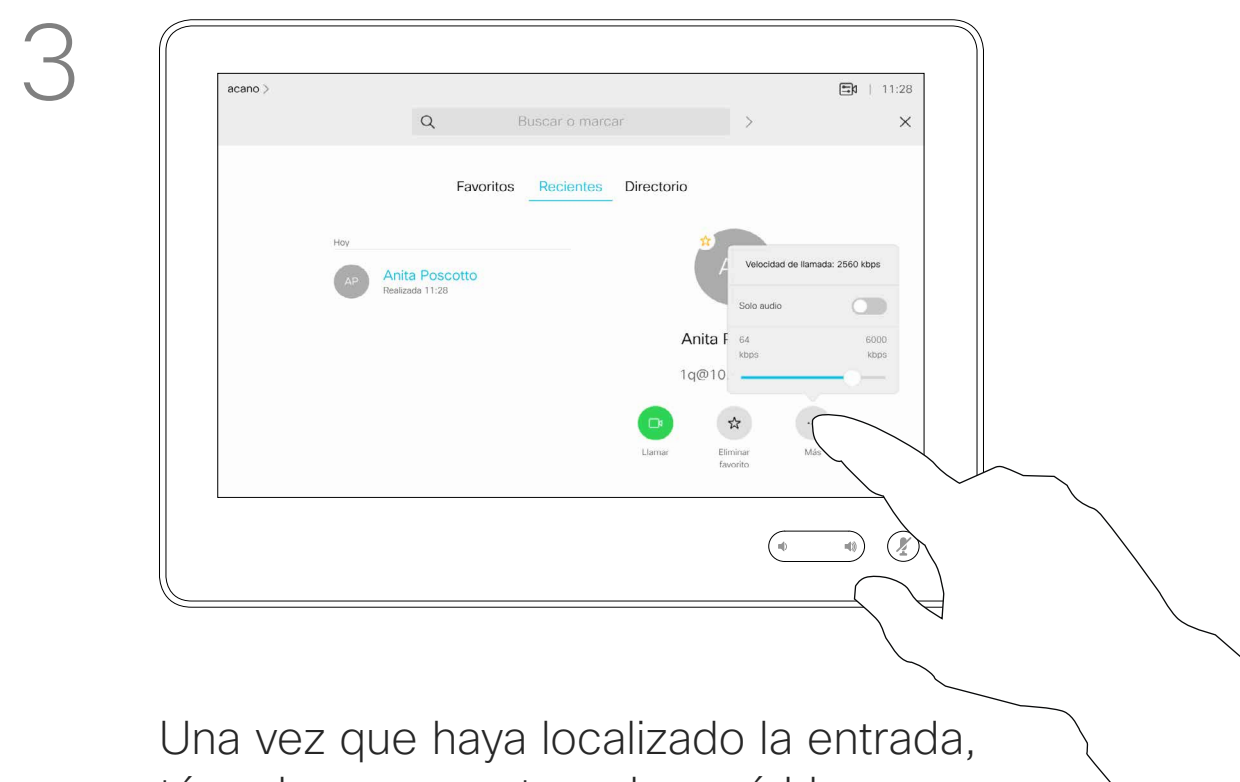 3
acano >
11:28
Buscar o marcar
Favoritos Recientes Directorio
Hoy
AP
Anita Poscotto
Realizada 11:28
Velocidad de llamada: 2560 kbps
Solo audio
64 6000
kbps kbps
Anita
1q@10
Llamar
Eliminar
favorito
Más
Una vez que haya localizado la entrada,